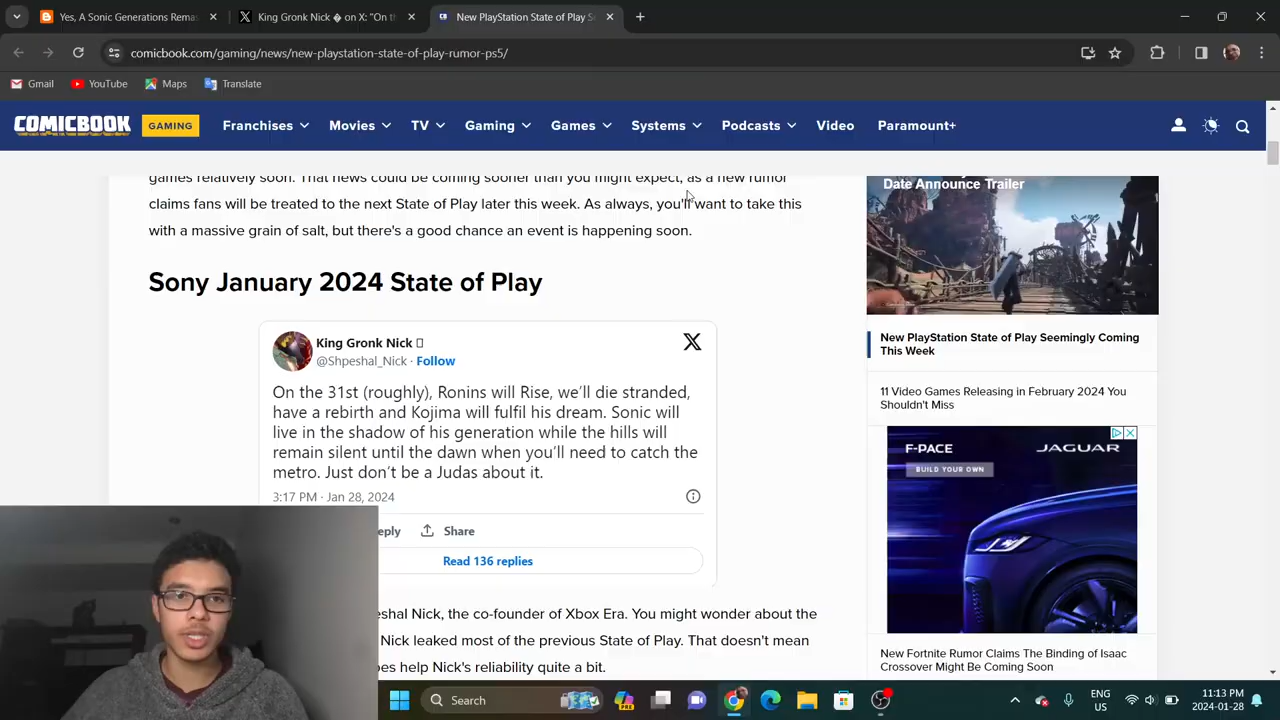 Yes, A Sonic Generations Remas
King Gronk Nick � on X: "On th
New PlayStation State of Play S
comicbook.com/gaming/news/new-playstation-state-of-play-rumor-ps5/
Gmail
YouTube
Maps
Translate
COMICBOOK
GAMING
Franchises
Movies
TV
Gaming
Games
Systems
Podcasts
Video
Paramount+
games relatively soon. That news could be coming sooner than you might expect, as a new rumor
claims fans will be treated to the next State of Play later this week. As always, you'll want to take this
with a massive grain of salt, but there's a good chance an event is happening soon.
Sony January 2024 State of Play
King Gronk Nick
@Shpeshal_Nick · Follow
On the 31st (roughly), Ronins will Rise, we'll die stranded,
have a rebirth and Kojima will fulfil his dream. Sonic will
live in the shadow of his generation while the hills will
remain silent until the dawn when you'll need to catch the
metro. Just don't be a Judas about it.
3:17 PM · Jan 28, 2024
eply
Share
Read 136 replies
eshal Nick, the co-founder of Xbox Era. You might wonder about the
Nick leaked most of the previous State of Play. That doesn't mean
oes help Nick's reliability quite a bit.
Date Announce Trailer
New PlayStation State of Play Seemingly Coming
This Week
11 Video Games Releasing in February 2024 You
Shouldn't Miss
F-PACE
JAGUAR
BUILD YOUR OWN
New Fortnite Rumor Claims The Binding of Isaac
Crossover Might Be Coming Soon
Search
ENG
US
11:13 PM
2024-01-28